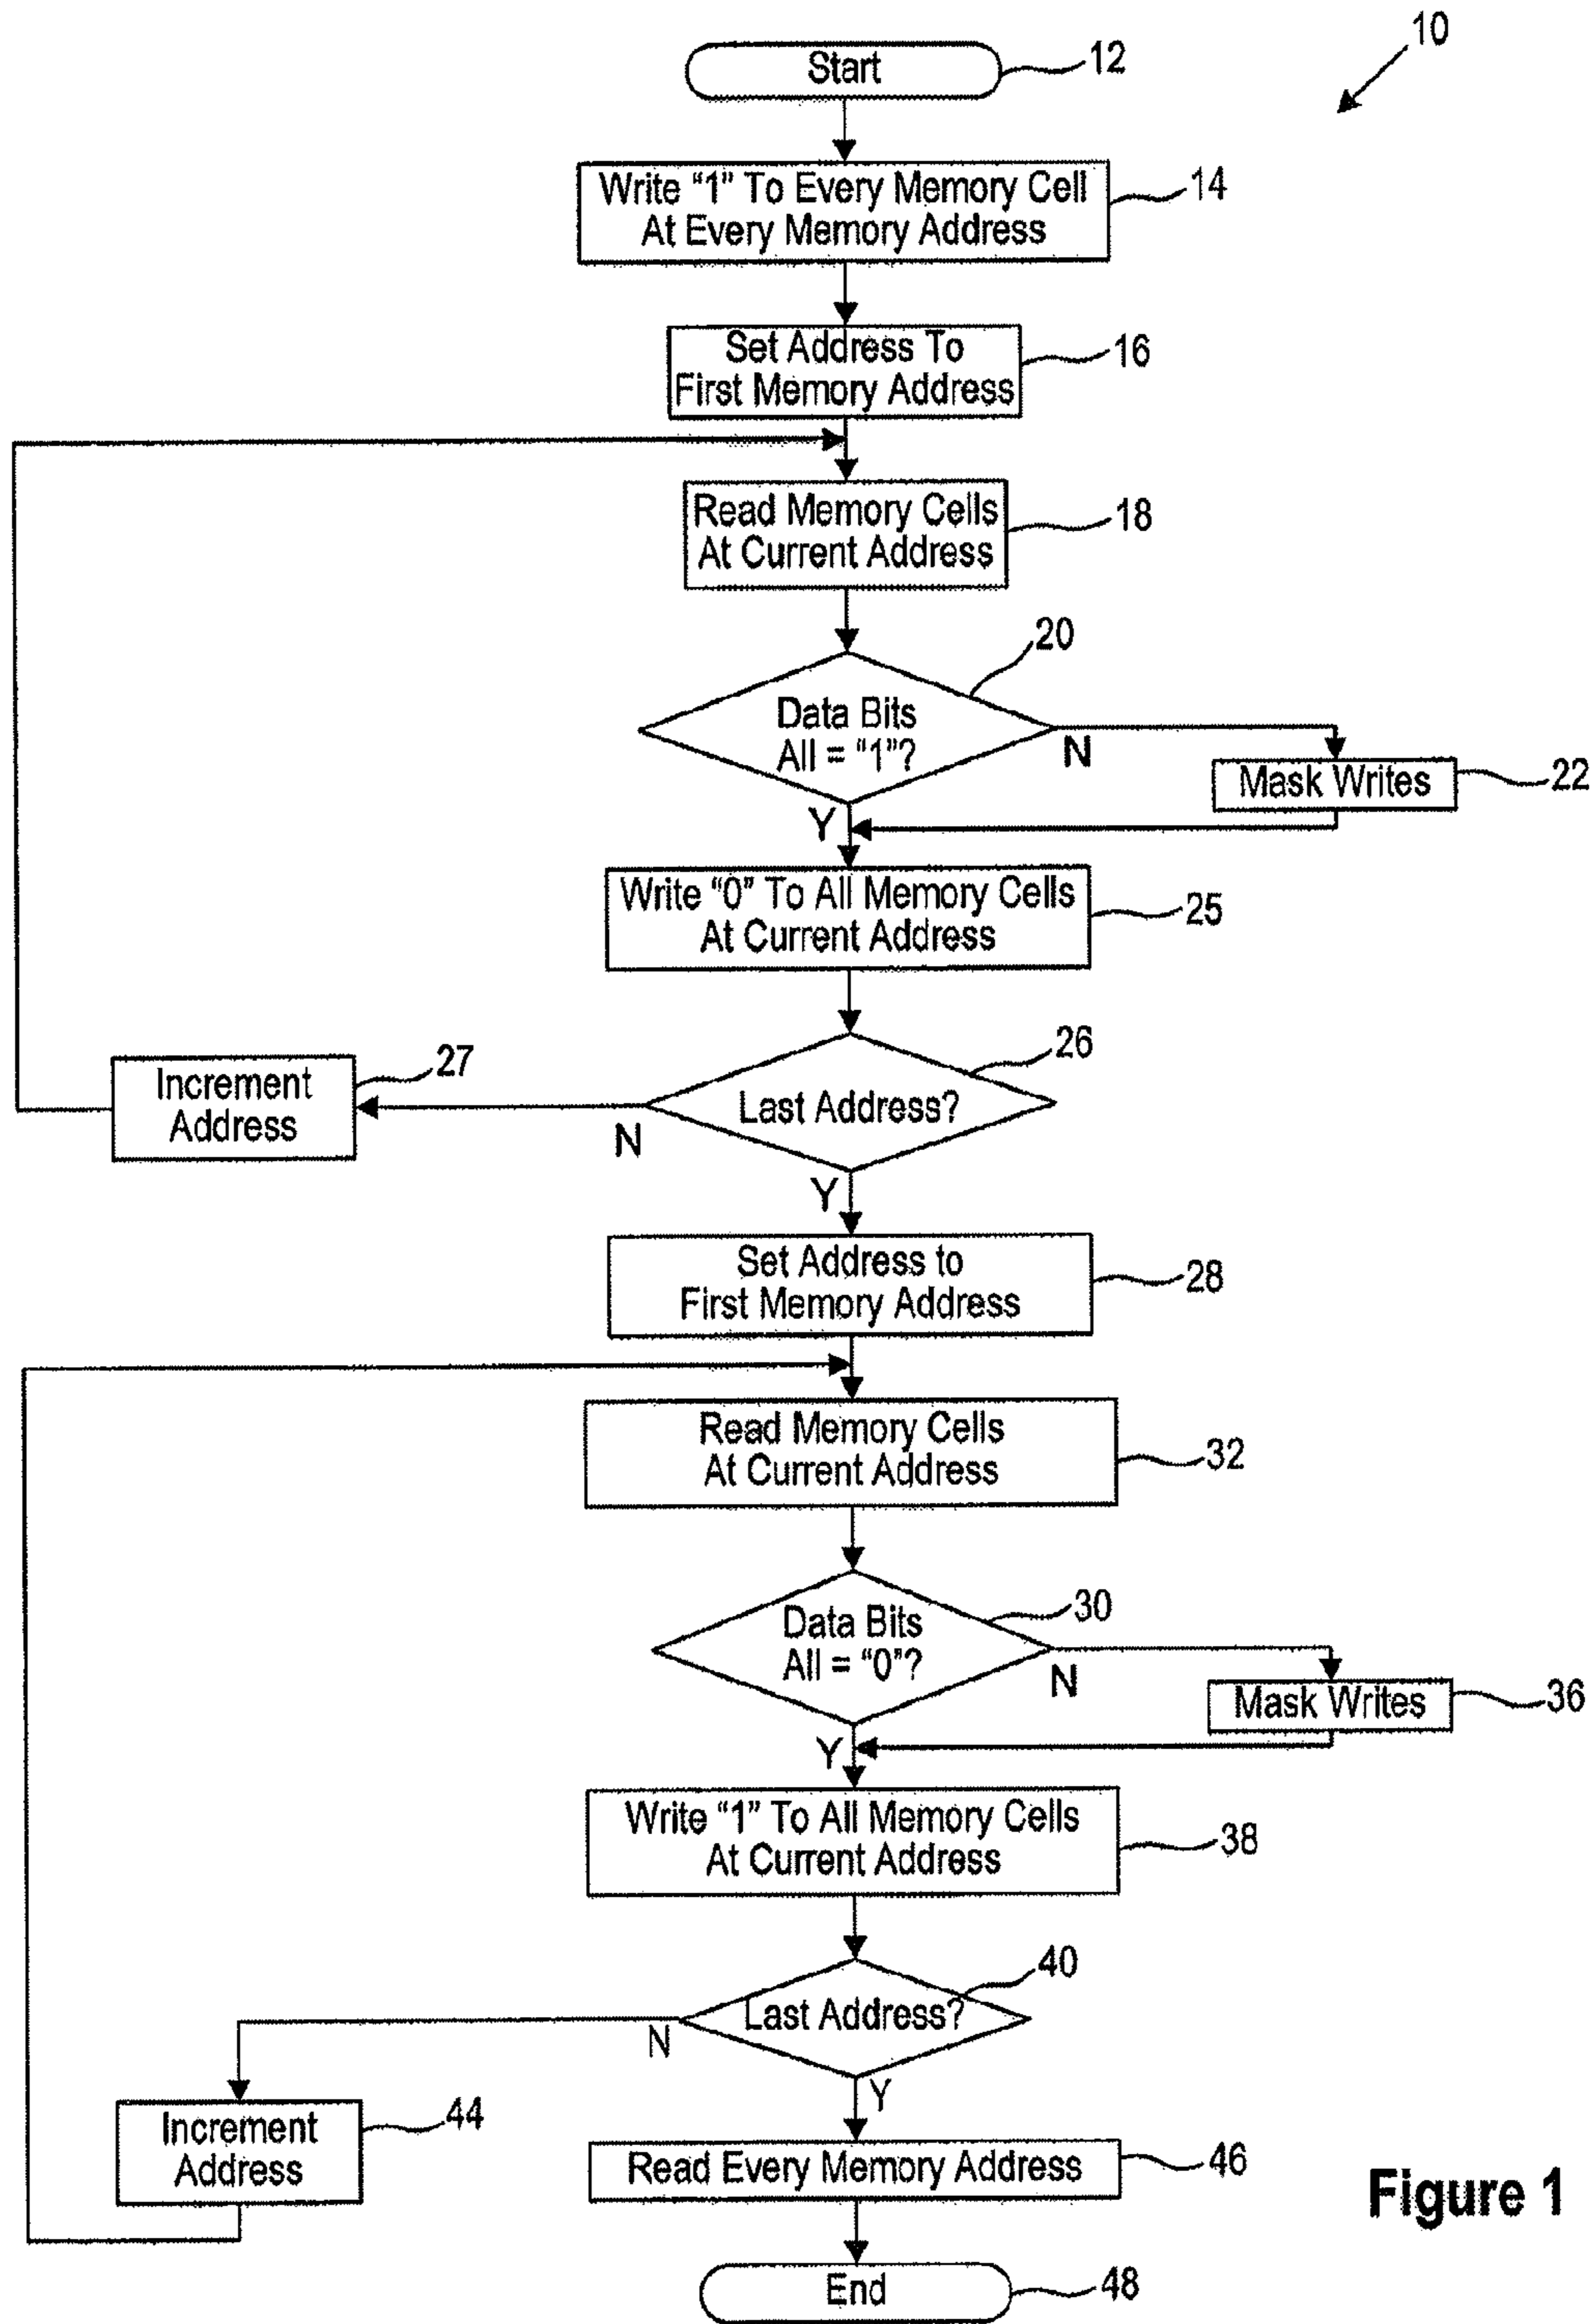 10
Start
12
Write “1” To Every Memory Cell
At Every Memory Address
14
Set Address To
First Memory Address
16
Read Memory Cells
At Current Address
18
20
Data Bits
All = “1”?
N
Mask Writes
22
Y
Write “0” To All Memory Cells
At Current Address
25
26
Last Address?
27
Increment
Address
N
Y
Set Address to
First Memory Address
28
Read Memory Cells
At Current Address
32
30
Data Bits
All = “0”?
N
Mask Writes
36
Y
Write “1” To All Memory Cells
At Current Address
38
40
Last Address?
N
Y
Increment
Address
44
Read Every Memory Address
46
Figure 1
End
48